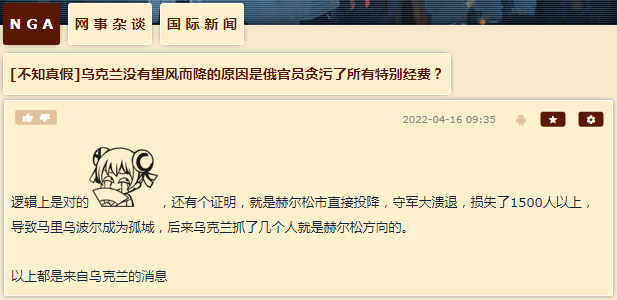 NGA 网事杂谈 国际新闻
[不知真假]乌克兰没有望风而降的原因是俄官员贪污了所有特别经费？
2022-04-16 09:35
逻辑上是对的，还有个证明，就是赫尔松市直接投降，守军大溃退，损失了1500人以上，
导致马里乌波尔成为孤城，后来乌克兰抓了几个人就是赫尔松方向的。
以上都是来自乌克兰的消息